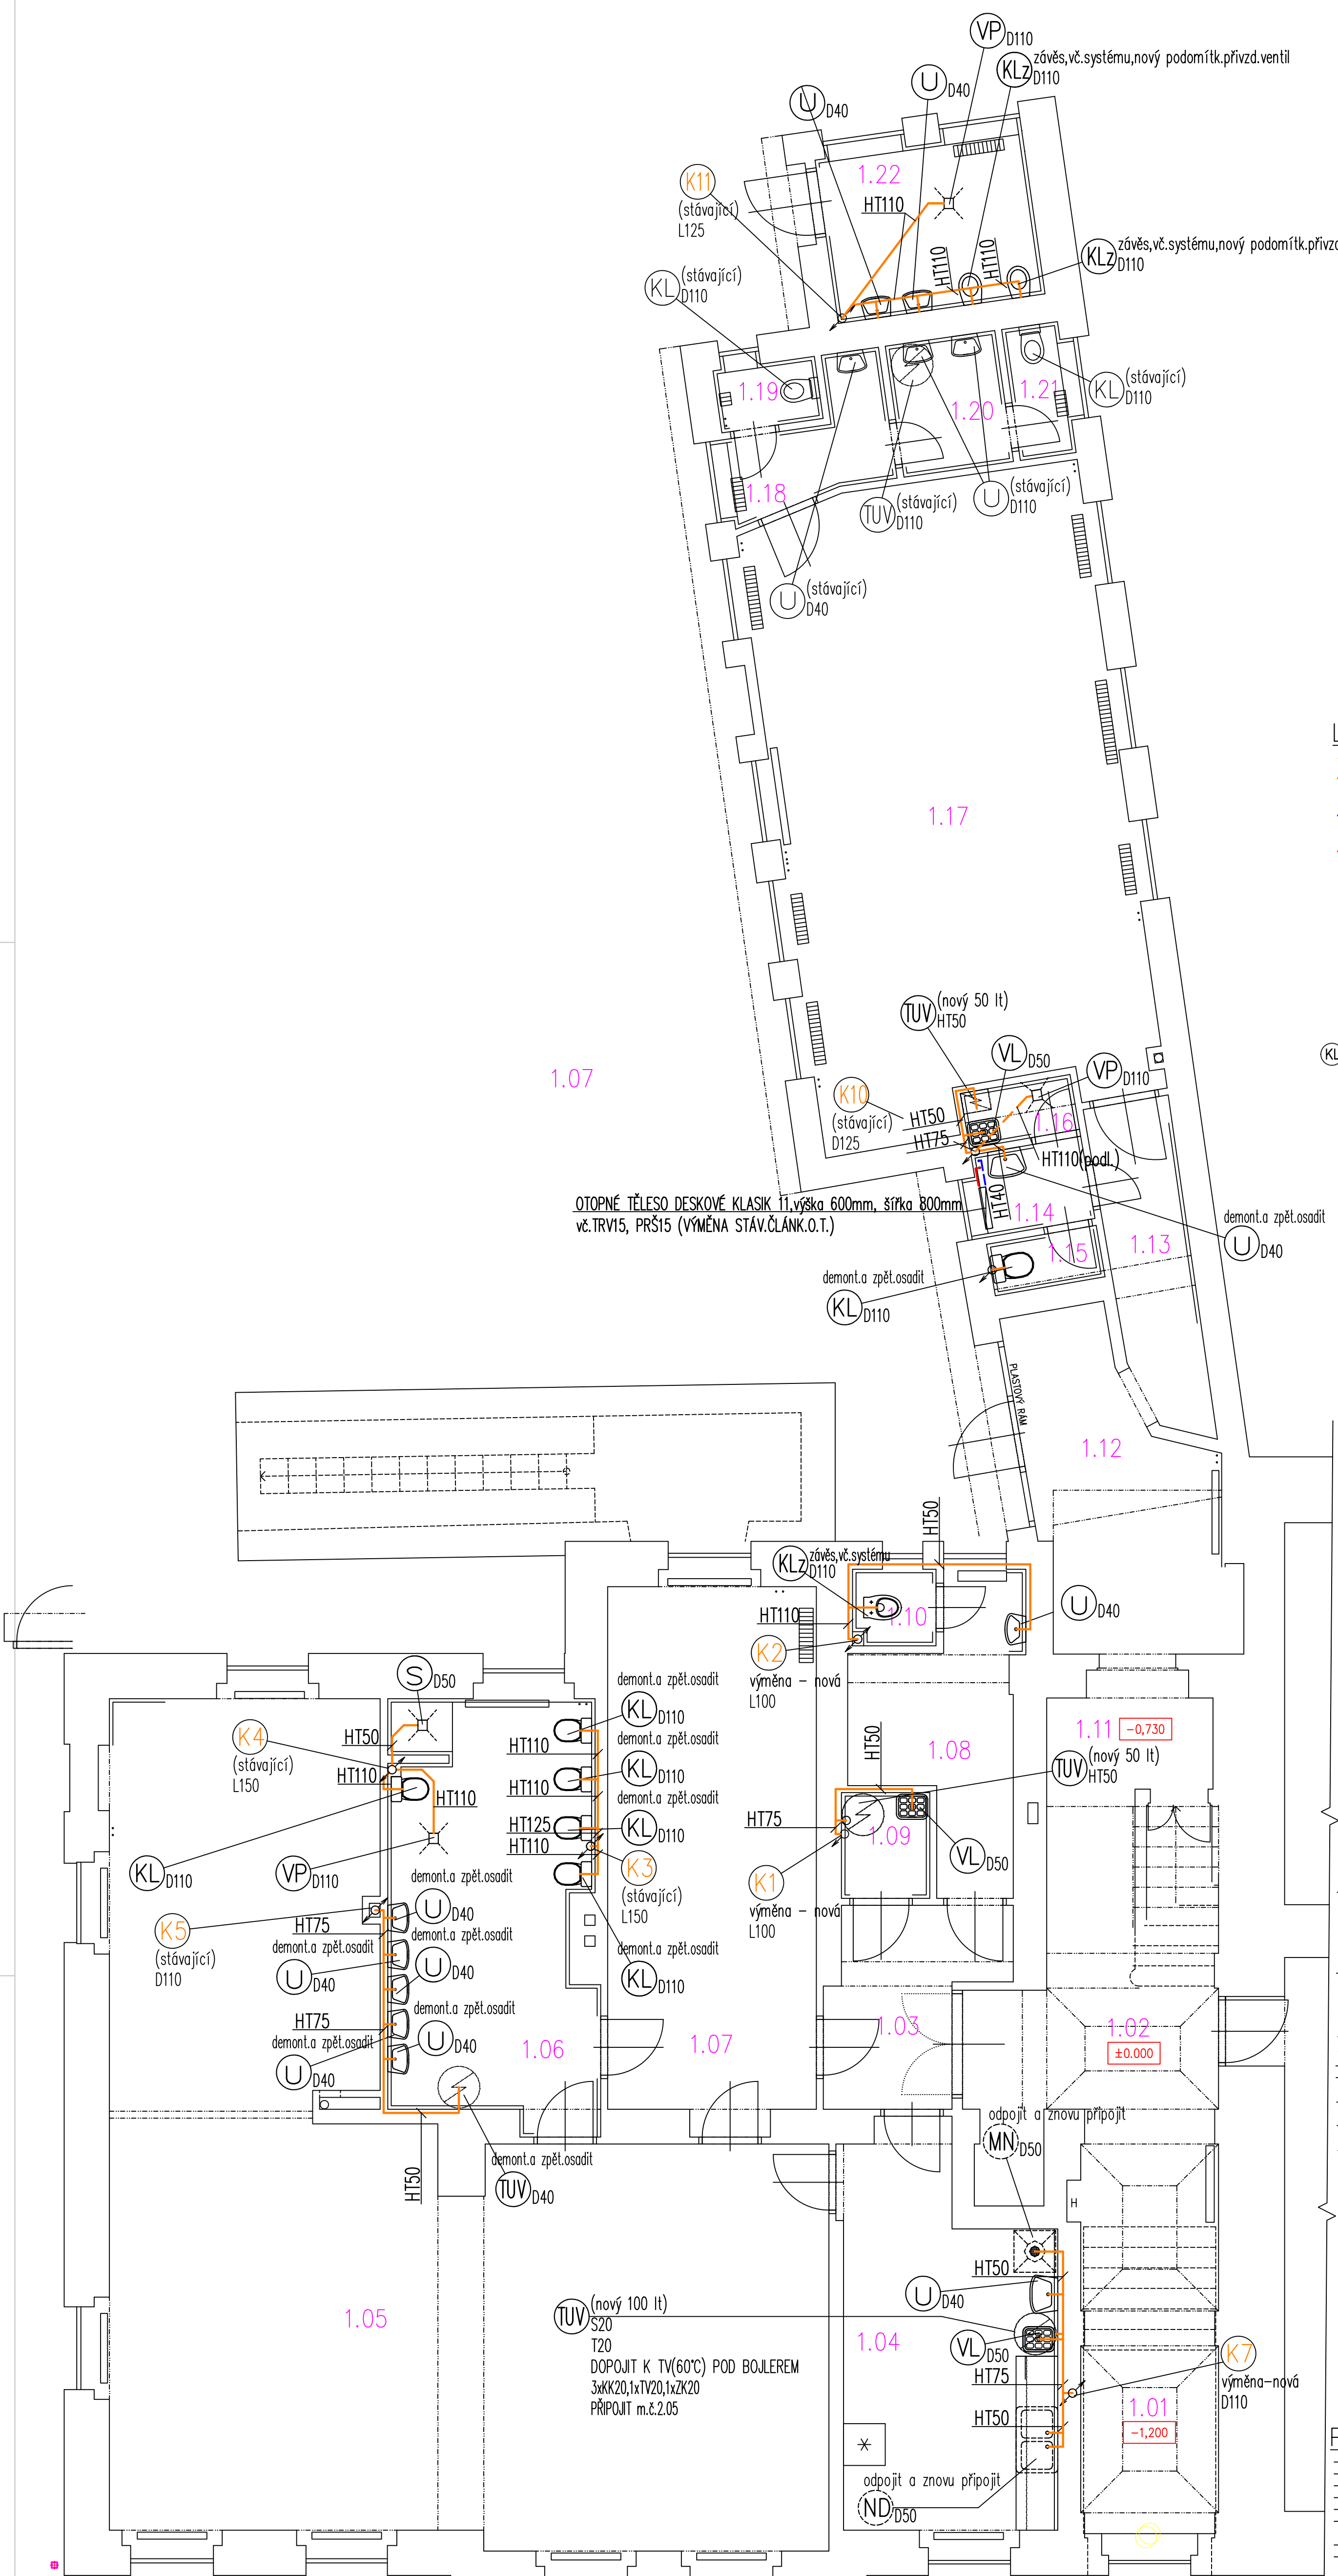 VP D110
KLz závěs,vč.systému,nový podomítk.přivzd.ventil
D110
U D40
U D40
1.22
K11
(stávající)
L125
HT110
HT110
HT110
KLz závěs,vč.systému,nový podomítk.přivzd
D110
KL (stávající)
D110
1.19
1.21
KL (stávající)
D110
1.20
1.18
TUV (stávající)
D110
U (stávající)
D110
U (stávající)
D40
1.17
TUV (nový 50 lt)
HT50
VL D50
VP D110
KL
1.07
K10
(stávající)
D125
HT50
HT75
1.16
HT110(podl.)
HT40
OTOPNÉ TĚLESO DESKOVÉ KLASIK 11,výška 600mm, šířka 800mm
vč.TRV15, PRŠ15 (VÝMĚNA STÁV.ČLÁNK.O.T.)
1.14
1.13
demont.a zpět.osadit
U D40
1.15
demont.a zpět.osadit
KL D110
PLASTOVÝ RÁM
1.12
HT50
KLz závěs,vč.systému
D110
1.10
HT110
U D40
K2
výměna - nová
L100
S D50
demont.a zpět.osadit
KL D110
K4
(stávající)
L150
HT50
HT110
HT110
HT110
demont.a zpět.osadit
KL D110
HT110
demont.a zpět.osadit
HT125
KL D110
HT110
HT50
1.08
1.11
-0,730
TUV (nový 50 lt)
HT50
HT75
1.09
VL D50
K3
(stávající)
L150
K1
výměna - nová
L100
KL D110
VP D110
demont.a zpět.osadit
U D40
K5
(stávající)
D110
HT75
demont.a zpět.osadit
demont.a zpět.osadit
U D40
U D40
demont.a zpět.osadit
KL D110
HT75
demont.a zpět.osadit
demont.a zpět.osadit
U D40
U D40
1.06
1.07
1.03
1.02
±0.000
HT50
demont.a zpět.osadit
TUV D40
odpojit a znovu připojit
MN D50
H
1.05
TUV (nový 100 lt)
S20
T20
DOPOJIT K TV(60°C) POD BOJLEREM
3xKK20,1xTV20,1xZK20
PŘIPOJIT m.č.2.05
HT50
U D40
1.04
VL D50
HT75
K7
výměna-nová
D110
HT50
1.01
-1,200
odpojit a znovu připojit
ND D50